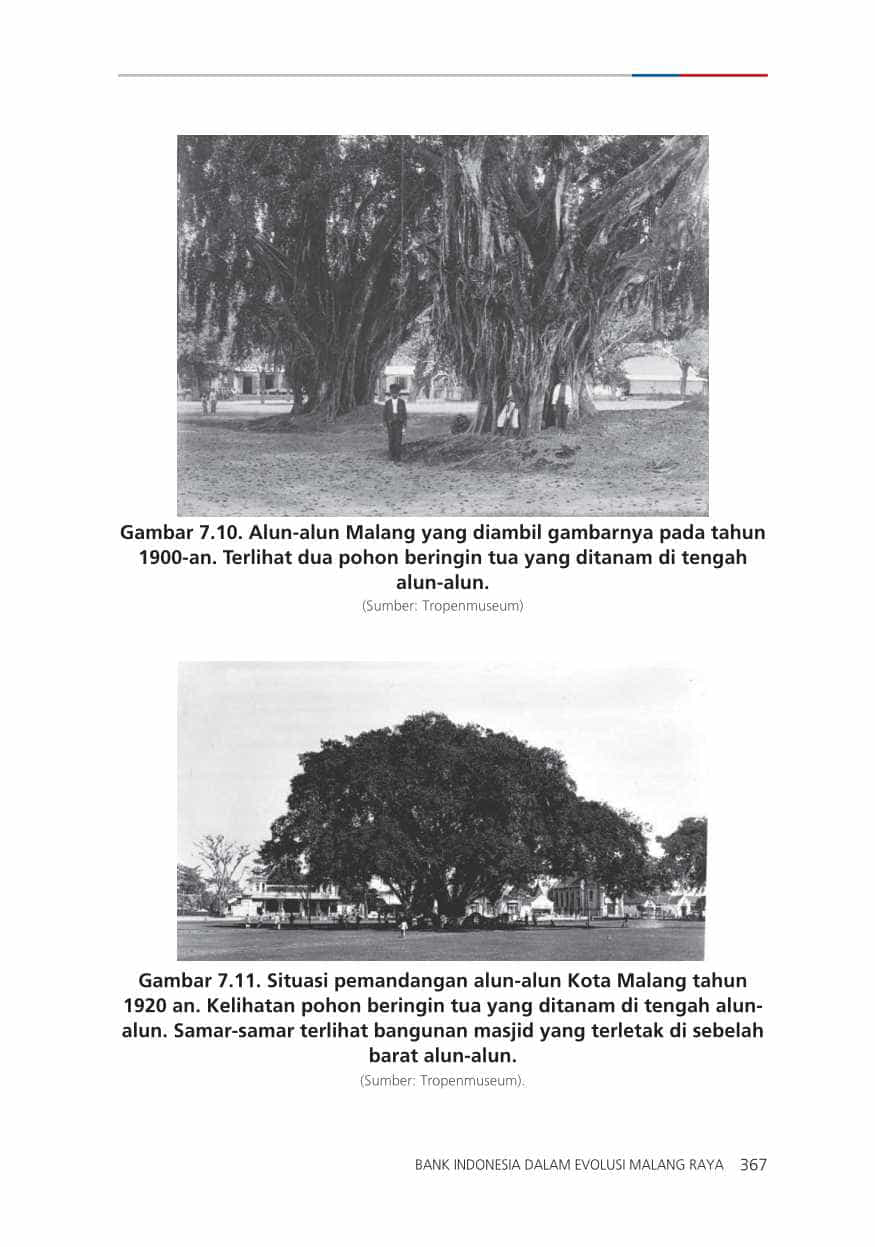 Gambar 7.10. Alun-alun Malang yang diambil gambarnya pada tahun
1900-an. Terlihat dua pohon beringin tua yang ditanam di tengah
alun-alun.
(Sumber: Tropenmuseum)
Gambar 7.11. Situasi pemandangan alun-alun Kota Malang tahun
1920 an. Kelihatan pohon beringin tua yang ditanam di tengah alun-
alun. Samar-samar terlihat bangunan masjid yang terletak di sebelah
barat alun-alun.
(Sumber: Tropenmuseum).
BANK INDONESIA DALAM EVOLUSI MALANG RAYA 367